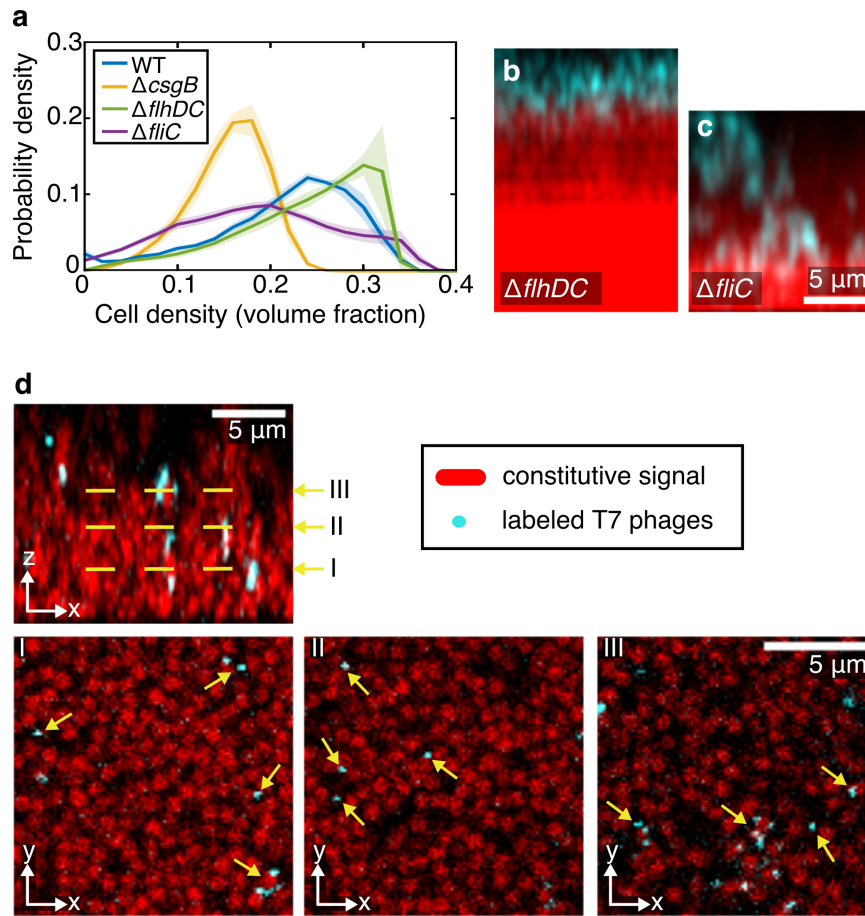 a
0.3
0.2
0.1
0
Probability density
WT
ΔcsgB
ΔflhDC
ΔfliC
0 0.1 0.2 0.3 0.4
Cell density (volume fraction)
b
ΔflhDC
c
ΔfliC
5 μm
d
5 μm
III
II
I
z
x
constitutive signal
labeled T7 phages
I
y
x
II
y
x
III
5 μm
y
x